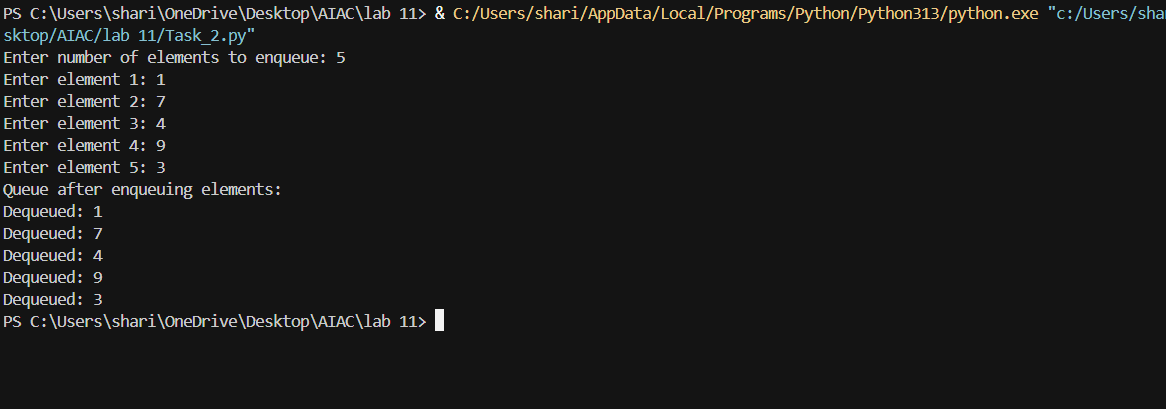 PS C:\Users\shari\OneDrive\Desktop\AIAC\lab 11> & C:/Users/shari/AppData/Local/Programs/Python/Python313/python.exe "c:/Users/shar
sktop/AIAC/lab 11/Task_2.py"
Enter number of elements to enqueue: 5
Enter element 1: 1
Enter element 2: 7
Enter element 3: 4
Enter element 4: 9
Enter element 5: 3
Queue after enqueuing elements:
Dequeued: 1
Dequeued: 7
Dequeued: 4
Dequeued: 9
Dequeued: 3
PS C:\Users\shari\OneDrive\Desktop\AIAC\lab 11>